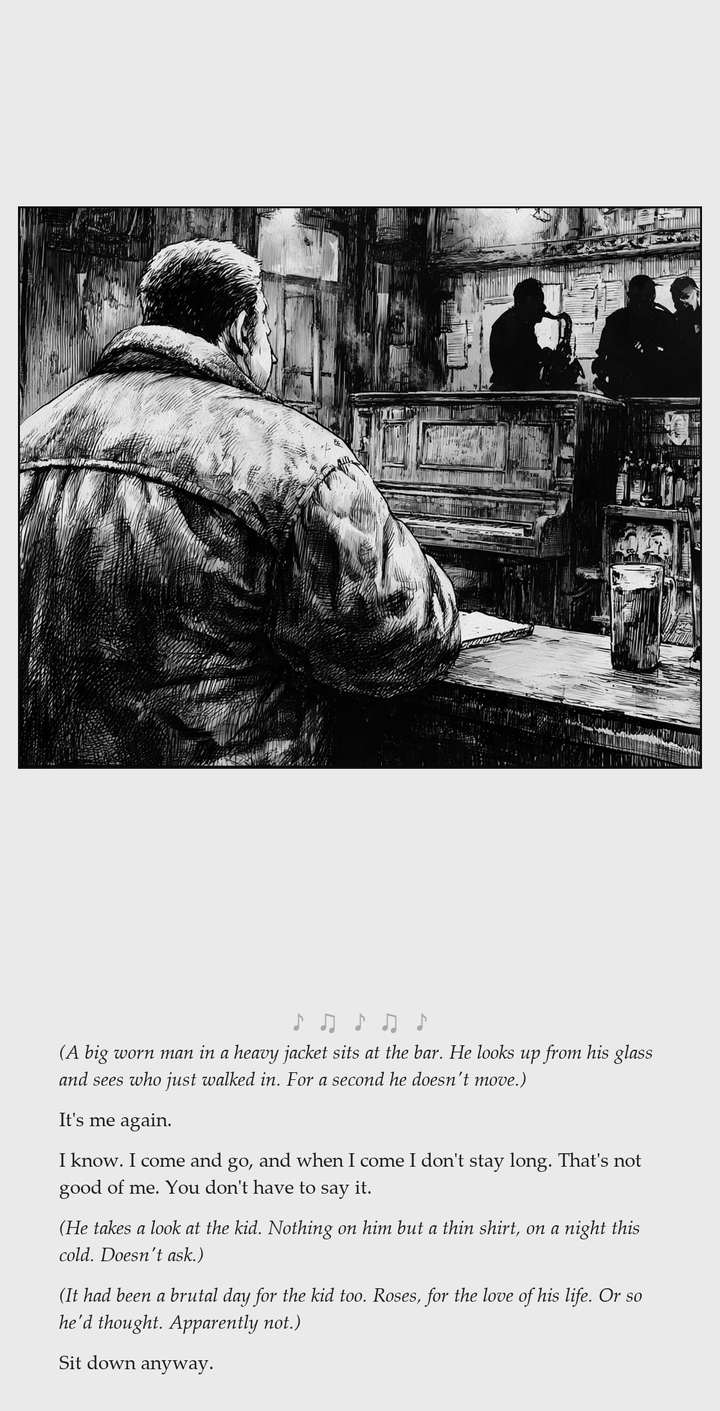 (A big worn man in a heavy jacket sits at the bar. He looks up from his glass
and sees who just walked in. For a second he doesn't move.)
It's me again.
I know. I come and go, and when I come I don't stay long. That's not
good of me. You don't have to say it.
(He takes a look at the kid. Nothing on him but a thin shirt, on a night this
cold. Doesn't ask.)
(It had been a brutal day for the kid too. Roses, for the love of his life. Or so
he'd thought. Apparently not.)
Sit down anyway.